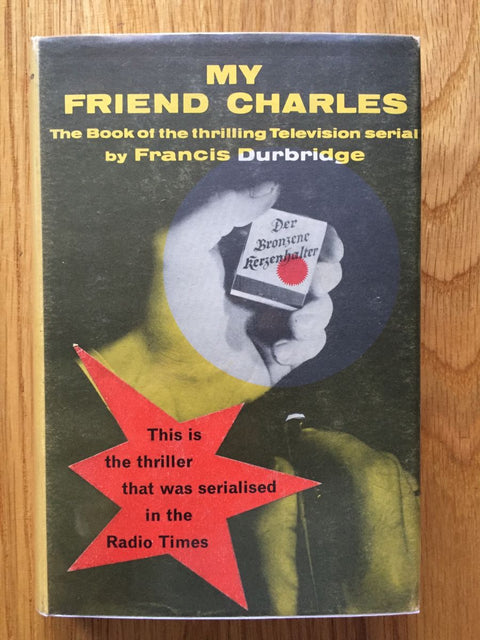 MY
FRIEND CHARLES
The Book of the thrilling Television serial
by Francis Durbridge
Der
Bronzene
Kerzenhalter
This is
the thriller
that was serialised
in the
Radio Times